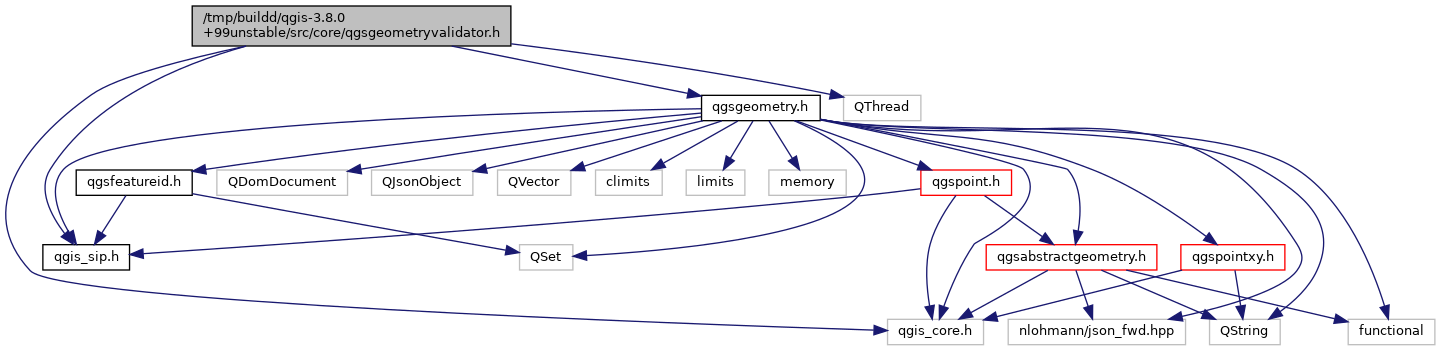 /tmp/buildd/qgis-3.8.0
+99unstable/src/core/qgsgeometryvalidator.h
qgsgeometry.h
QThread
qgsfeatureid.h
QDomDocument
QJsonObject
QVector
climits
limits
memory
qgspoint.h
qgis_sip.h
QSet
qgsabstractgeometry.h
qgspointxy.h
qgis_core.h
nlohmann/json_fwd.hpp
QString
functional